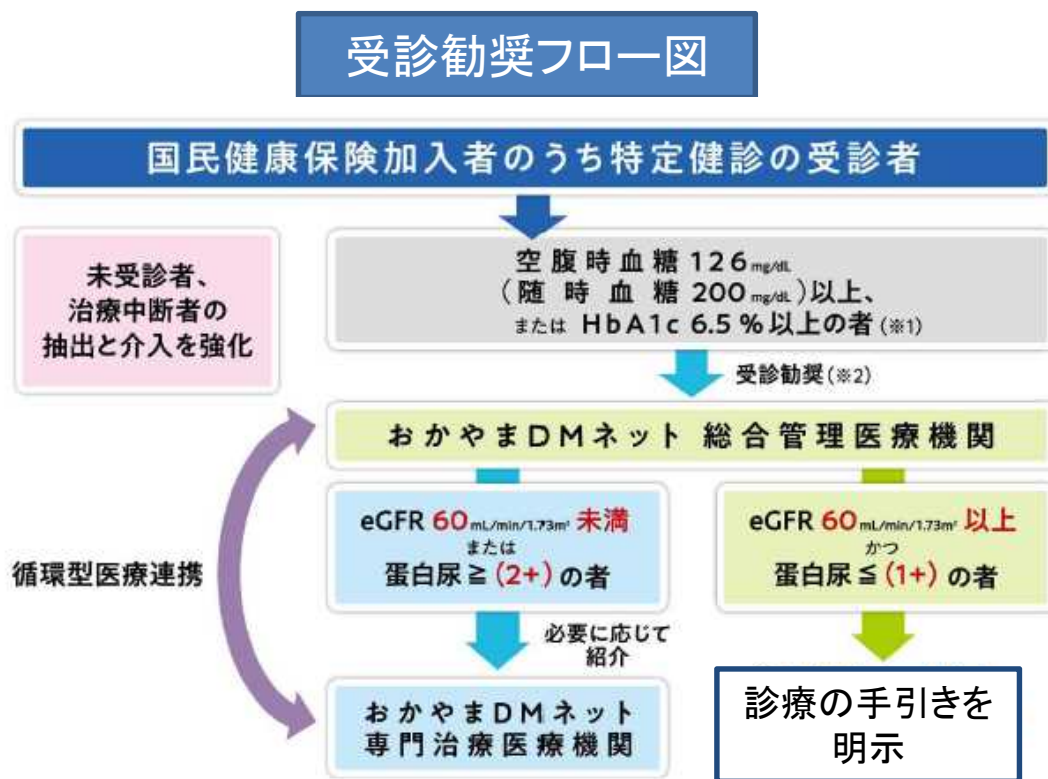 受診勧奨フロー図
国民健康保険加入者のうち特定健診の受診者
未受診者、
治療中断者の
抽出と介入を強化
空腹時血糖 126mg/dL
(随時血糖 200mg/dL)以上、
または HbA1c 6.5 % 以上の者 (※1)
受診勧奨(※2)
おかやまDMネット 総合管理医療機関
eGFR 60mL/min/1.73m² 未満
または
蛋白尿 ≧ (2+) の者
eGFR 60mL/min/1.73m² 以上
かつ
蛋白尿 ≦ (1+) の者
循環型医療連携
必要に応じて
紹介
おかやまDMネット
専門治療医療機関
診療の手引きを
明示